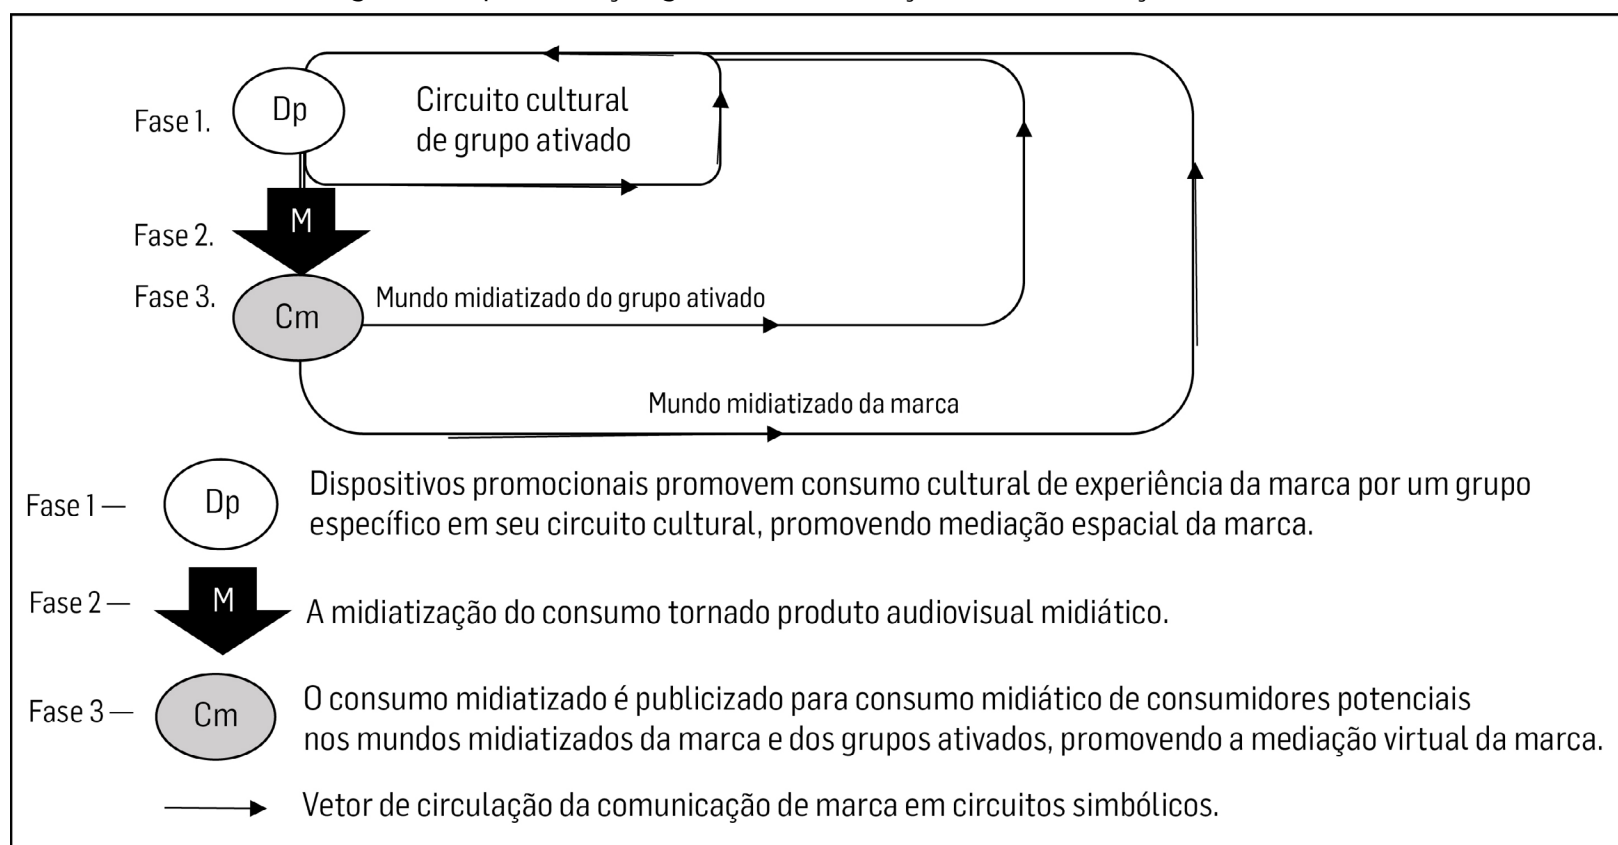 Dp
Circuito cultural
de grupo ativado
Fase 1.
M
Fase 2.
Fase 3.
Mundo midiatizado do grupo ativado
Cm
Mundo midiatizado da marca
Fase 1 — Dp Dispositivos promocionais promovem consumo cultural de experiência da marca por um grupo
específico em seu circuito cultural, promovendo mediação espacial da marca.
Fase 2 — M A midiatização do consumo tornado produto audiovisual midiático.
Fase 3 — Cm O consumo midiatizado é publicizado para consumo midiático de consumidores potenciais
nos mundos midiatizados da marca e dos grupos ativados, promovendo a mediação virtual da marca.
Vetor de circulação da comunicação de marca em circuitos simbólicos.